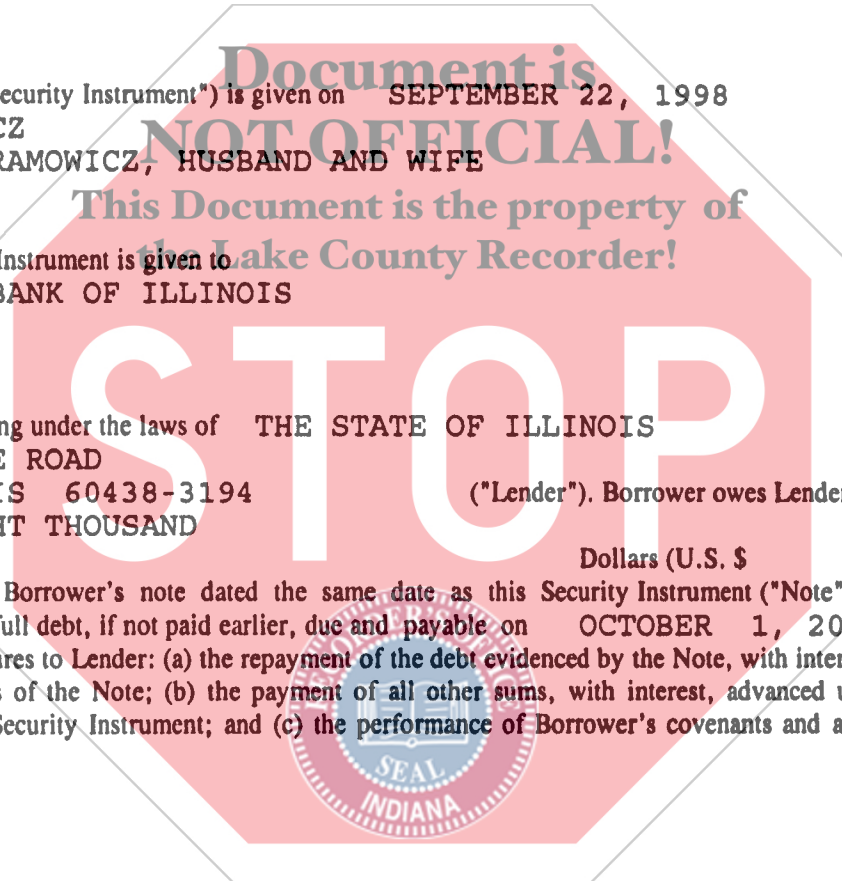 Document is
ecurity Instrument") is given on SEPTEMBER 22, 1998
CZ
NOT OFFICIAL!
RAMOWICZ, HUSBAND AND WIFE
This Document is the property of
the Lake County Recorder!
Instrument is given to
BANK OF ILLINOIS
STOP
ng under the laws of THE STATE OF ILLINOIS
E ROAD
IS 60438-3194 ("Lender"). Borrower owes Lender
HT THOUSAND
Dollars (U.S. $
Borrower's note dated the same date as this Security Instrument ("Note"
full debt, if not paid earlier, due and payable on OCTOBER 1, 20
res to Lender: (a) the repayment of the debt evidenced by the Note, with inter
s of the Note; (b) the payment of all other sums, with interest, advanced u
Security Instrument; and (c) the performance of Borrower's covenants and a
RECORDER'S OFFICE
SEAL
INDIANA